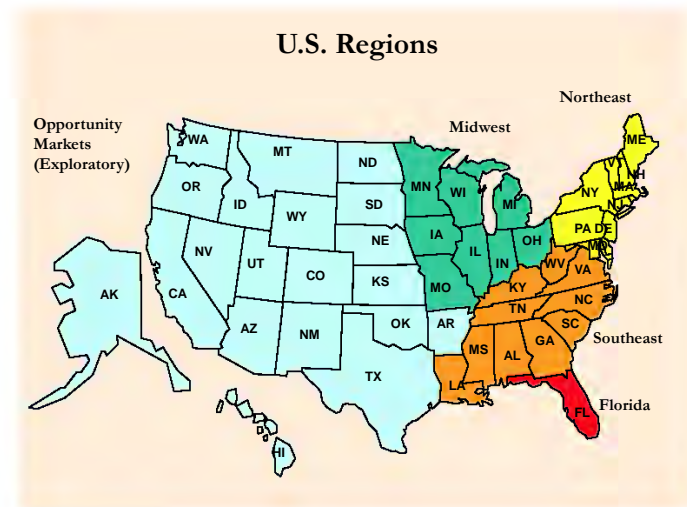 U.S. Regions
Northeast
Opportunity
Markets
(Exploratory)
Midwest
WA
MT
ND
ME
OR
ID
SD
MN
WI
MI
NY
VT
NH
MA
WY
NV
NE
IA
PA
DE
NJ
UT
CO
IL
IN
OH
MD
AK
CA
KS
MO
WV
VA
KY
NC
AZ
NM
OK
AR
TN
SC
Southeast
TX
MS
AL
GA
LA
FL
Florida
HI